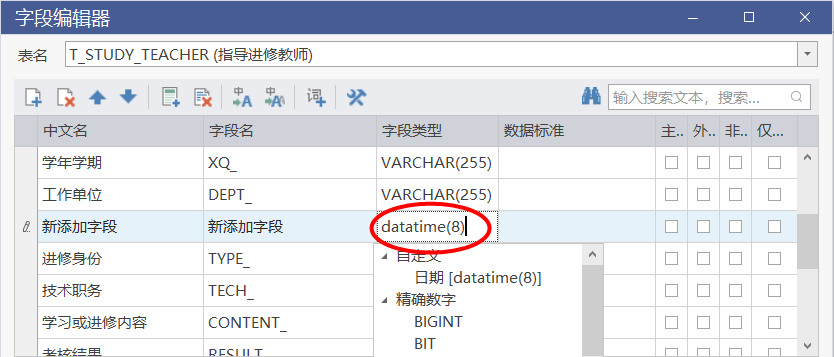 字段编辑器
表名 T_STUDY_TEACHER (指导进修教师)
中 A 中 A 词 输入搜索文本，搜索...
中文名 字段名 字段类型 数据标准 主.. 外.. 非.. 仅...
学年学期 XQ_ VARCHAR(255)
工作单位 DEPT_ VARCHAR(255)
新添加字段 新添加字段 datatime(8)
自定义
进修身份 TYPE_
日期 [datatime(8)]
技术职务 TECH_
精确数字
学习或进修内容 CONTENT_
BIGINT
BIT
考核结果 RESULT_